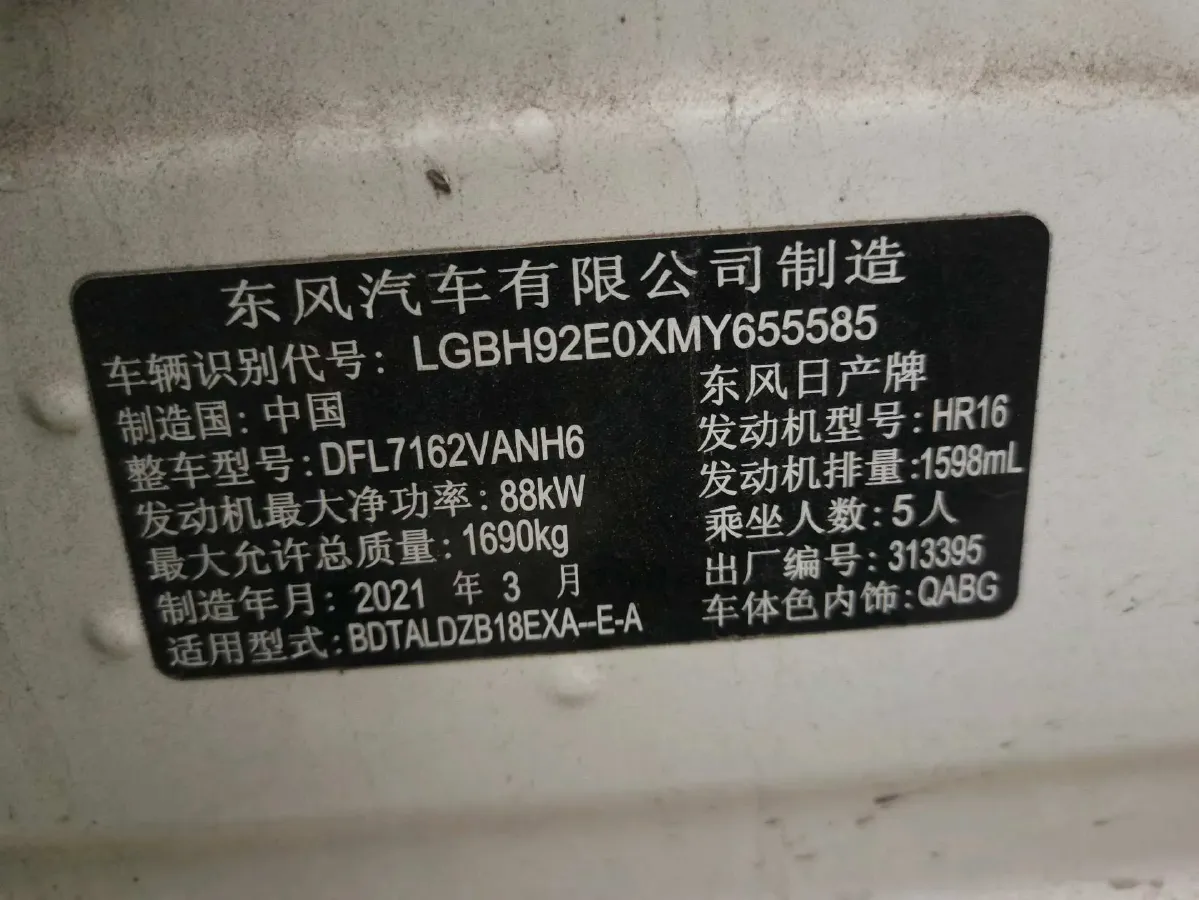 东风汽车有限公司制造
车辆识别代号: LGBH92E0XMY655585
制造国: 中国 东风日产牌
整车型号: DFL7162VANH6 发动机型号: HR16
发动机最大净功率: 88kW 发动机排量:1598mL
最大允许总质量: 1690kg 乘坐人数: 5人
制造年月: 2021 年 3 月 出厂编号: 313395
适用型式: BDTALDZB18EXA--E-A 车体色内饰: QABG